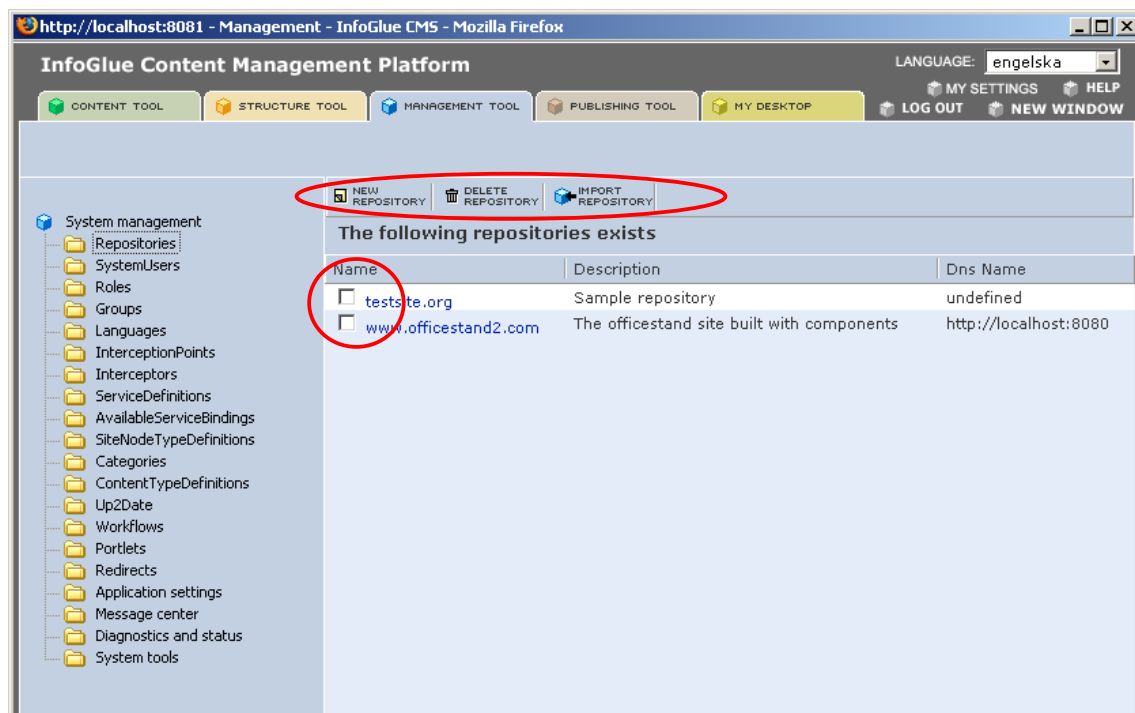 http://localhost:8081 - Management - InfoGlue CMS - Mozilla Firefox
InfoGlue Content Management Platform
LANGUAGE: engelska
MY SETTINGS HELP
CONTENT TOOL STRUCTURE TOOL MANAGEMENT TOOL PUBLISHING TOOL MY DESKTOP
LOG OUT NEW WINDOW
NEW REPOSITORY
DELETE REPOSITORY
IMPORT REPOSITORY
System management
Repositories
SystemUsers
Roles
Groups
Languages
InterceptionPoints
Interceptors
ServiceDefinitions
AvailableServiceBindings
SiteNodeTypeDefinitions
Categories
ContentTypeDefinitions
Up2Date
Workflows
Portlets
Redirects
Application settings
Message center
Diagnostics and status
System tools
The following repositories exists
Name Description Dns Name
testsite.org Sample repository undefined
www.officestand2.com The officestand site built with components http://localhost:8080